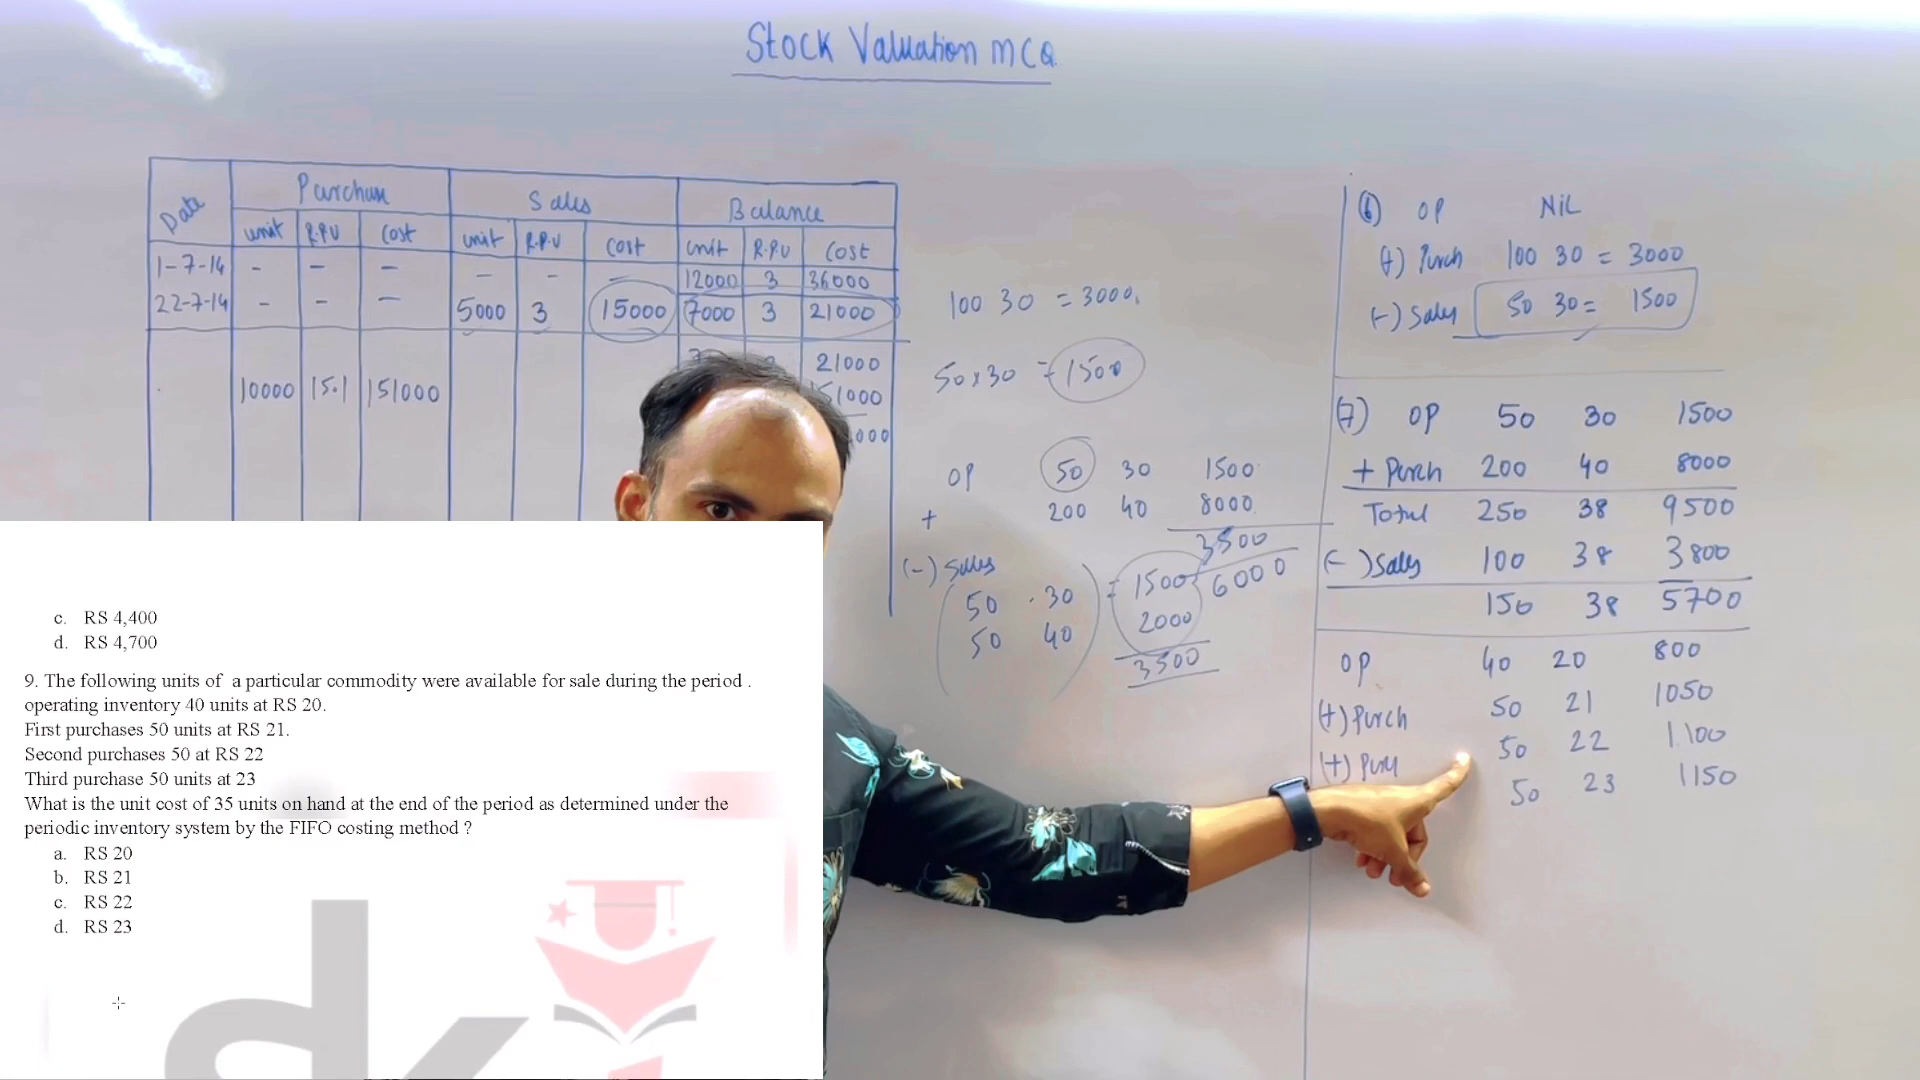 Stock Valuation MCQ.
Date Purchase Sales Balance
unit R.P.U Cost unit R.P.U Cost unit R.P.U Cost
1-7-14 - - - - - - 12000 3 36000
22-7-14 - - - 5000 3 15000 7000 3 21000
21000
10000 15.1 151000 51000
000
100 30 = 3000
50x30 = 1500
OP 50 30 1500
+ 200 40 8000
3500
(-) Sales 6000
50 30 = 1500
50 40 2000
3500
(6) OP NiL
(+) Purch 100 30 = 3000
(-) Sales 50 30 = 1500
(7) OP 50 30 1500
+ Purch 200 40 8000
Total 250 38 9500
(-) Sales 100 38 3800
150 38 5700
OP 40 20 800
(+) Purch 50 21 1050
(+) Pur 50 22 1100
50 23 1150
c. RS 4,400
d. RS 4,700
9. The following units of a particular commodity were available for sale during the period .
operating inventory 40 units at RS 20.
First purchases 50 units at RS 21.
Second purchases 50 at RS 22
Third purchase 50 units at 23
What is the unit cost of 35 units on hand at the end of the period as determined under the
periodic inventory system by the FIFO costing method ?
a. RS 20
b. RS 21
c. RS 22
d. RS 23
dk